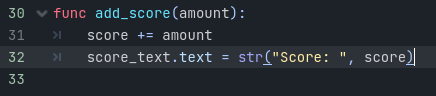 30 func add_score(amount):
31 score += amount
32 score_text.text = str("Score: ", score)
33